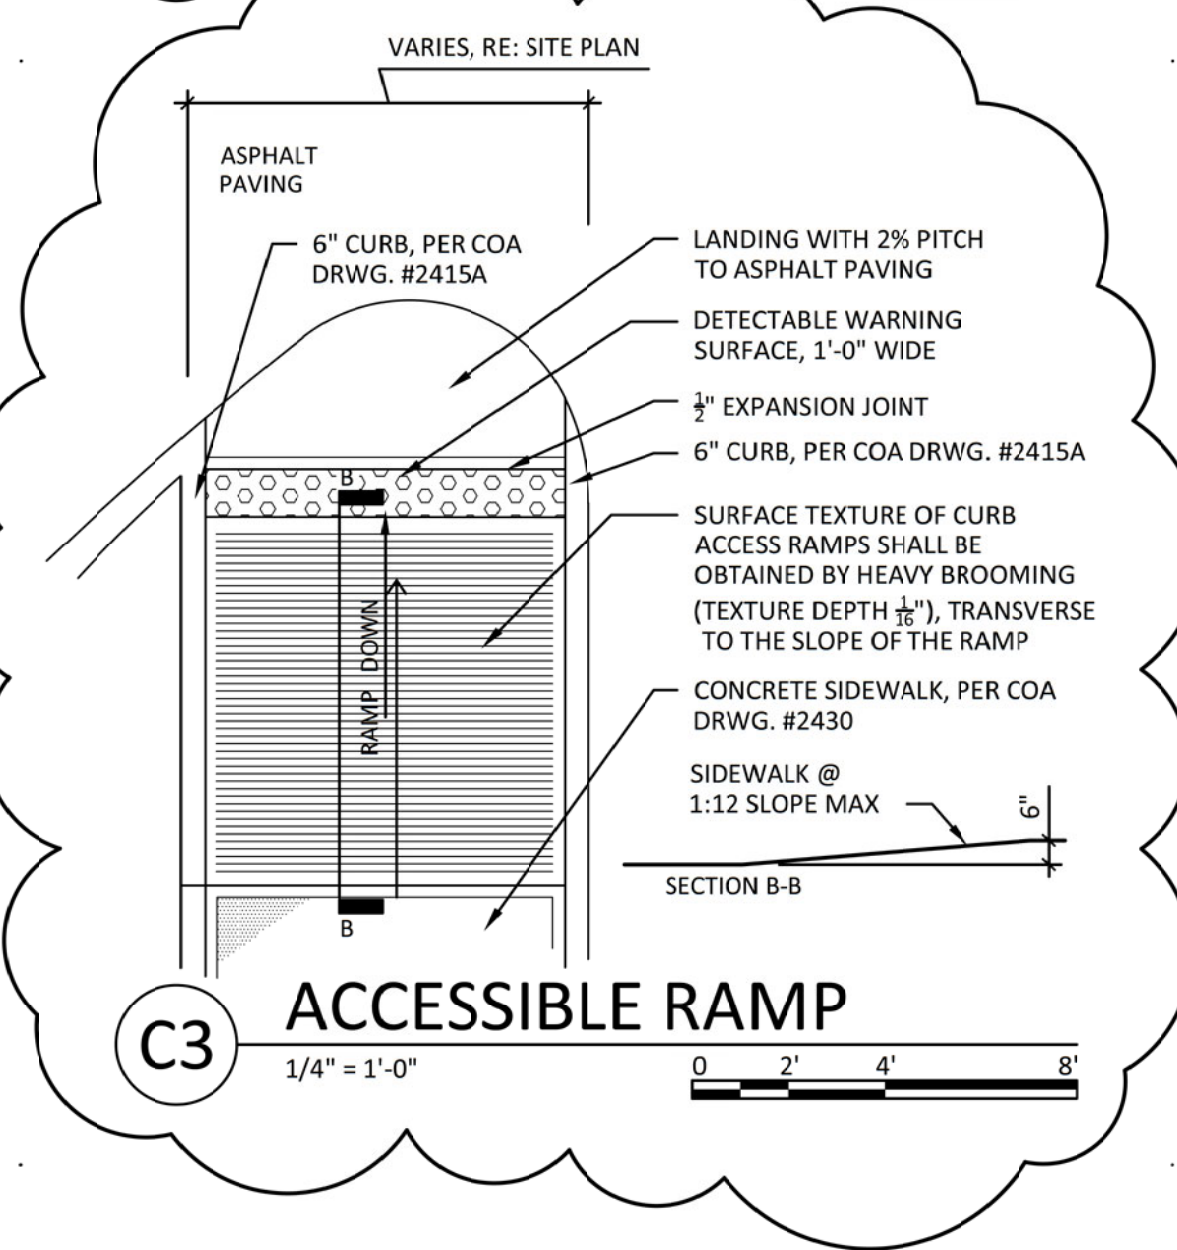 VARIES, RE: SITE PLAN
ASPHALT
PAVING
6" CURB, PER COA
DRWG. #2415A
LANDING WITH 2% PITCH
TO ASPHALT PAVING
DETECTABLE WARNING
SURFACE, 1'-0" WIDE
1/2" EXPANSION JOINT
6" CURB, PER COA DRWG. #2415A
B
SURFACE TEXTURE OF CURB
ACCESS RAMPS SHALL BE
OBTAINED BY HEAVY BROOMING
(TEXTURE DEPTH 1/16"), TRANSVERSE
TO THE SLOPE OF THE RAMP
RAMP DOWN
CONCRETE SIDEWALK, PER COA
DRWG. #2430
SIDEWALK @
1:12 SLOPE MAX
6"
SECTION B-B
B
C3
ACCESSIBLE RAMP
1/4" = 1'-0"
0 2' 4' 8'